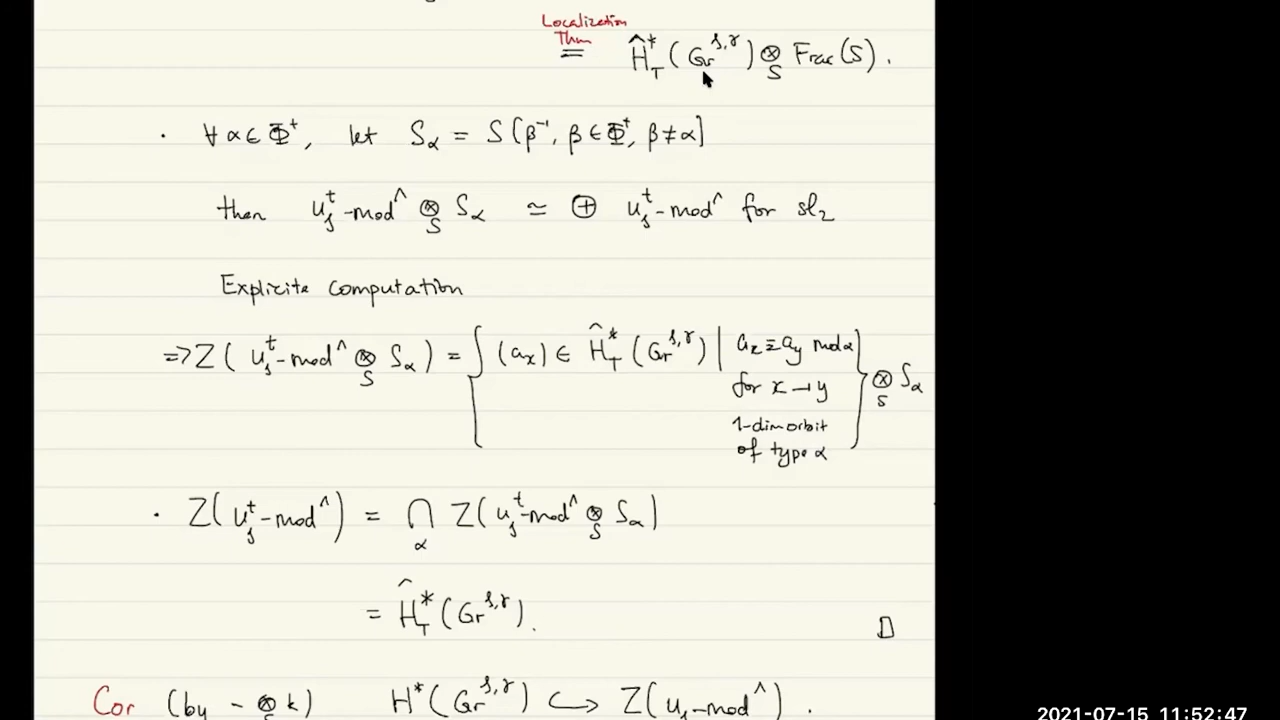 Localization
Thm
= Ĥ*_T(Gr^{ζ,γ}) ⊗_S Frac(S).
· ∀ α ∈ Φ⁺, let S_α = S[β⁻¹, β ∈ Φ⁺, β ≠ α]
then u_ζ^t-mod^∧ ⊗_S S_α ≃ ⊕ u_ζ^t-mod^∧ for sl₂
Explicite computation
⇒ Z( u_ζ^t-mod^∧ ⊗_S S_α ) = { (a_x) ∈ Ĥ*_T(Gr^{ζ,γ}) | a_x ≡ a_y mod α
for x → y
1-dim orbit
of type α } ⊗_S S_α
· Z( u_ζ^t-mod^∧ ) = ⋂_α Z( u_ζ^t-mod^∧ ⊗_S S_α )
= Ĥ*_T(Gr^{ζ,γ}).
□
Cor (by - ⊗_S k) H*(Gr^{ζ,γ}) ↪ Z( u_ζ-mod^∧ ).
2021-07-15 11:52:47